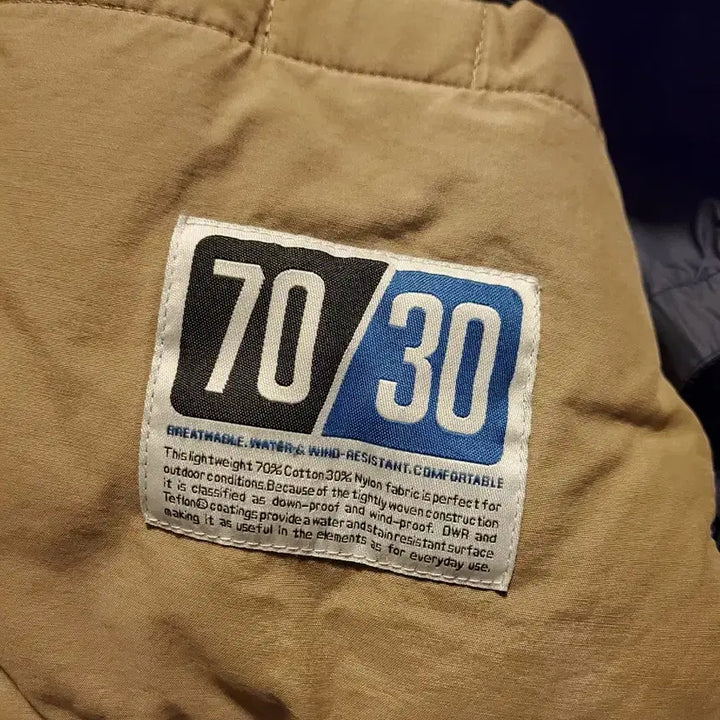 70 30
BREATHABLE. WATER & WIND-RESISTANT. COMFORTABLE
This lightweight 70% Cotton 30% Nylon fabric is perfect for
outdoor conditions. Because of the tightly woven construction
it is classified as down-proof and wind-proof. DWR and
Teflon® coatings provide a water and stain resistant surface
making it as useful in the elements as for everyday use.